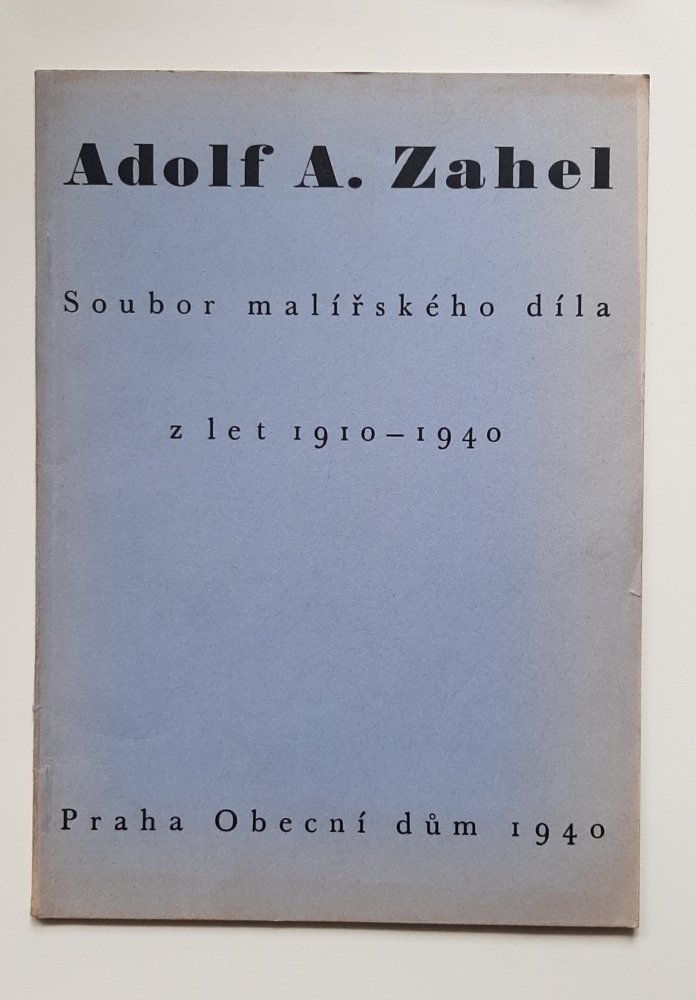 Adolf A. Zahel
Soubor malířského díla
z let 1910–1940
Praha Obecní dům 1940